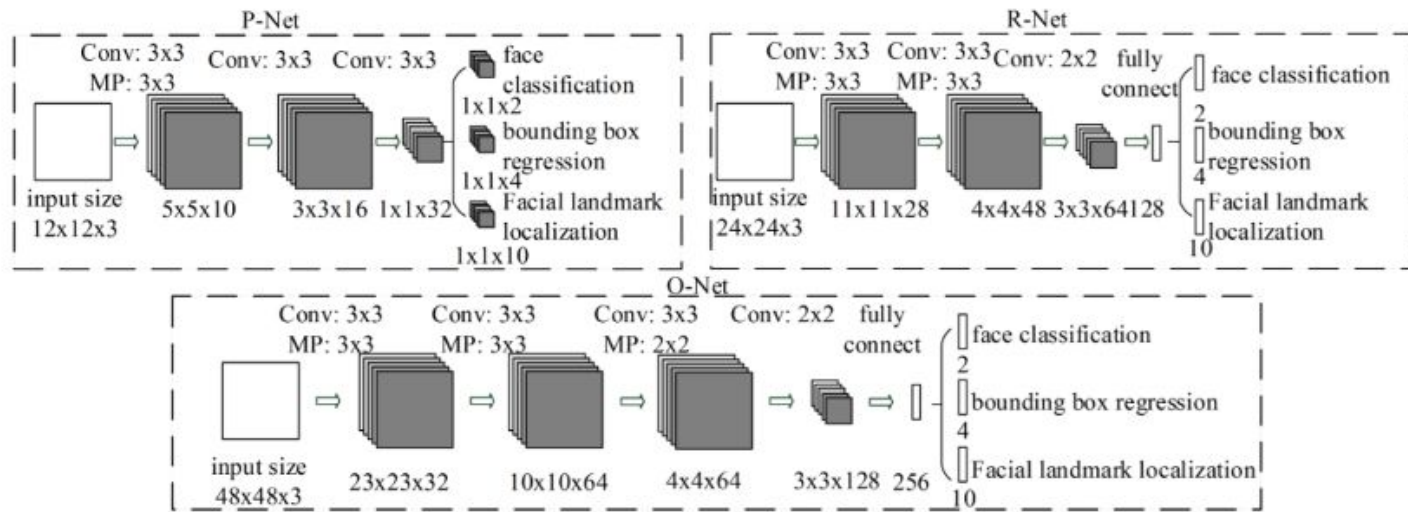 P-Net
Conv: 3x3
MP: 3x3
Conv: 3x3
Conv: 3x3
face
classification
1x1x2
bounding box
regression
1x1x4
Facial landmark
localization
1x1x10
input size
12x12x3
5x5x10
3x3x16
1x1x32
R-Net
Conv: 3x3
MP: 3x3
Conv: 3x3
MP: 3x3
Conv: 2x2
fully
connect
face classification
2
bounding box
regression
4
Facial landmark
localization
10
input size
24x24x3
11x11x28
4x4x48
3x3x64
128
O-Net
Conv: 3x3
MP: 3x3
Conv: 3x3
MP: 3x3
Conv: 3x3
MP: 2x2
Conv: 2x2
fully
connect
face classification
2
bounding box regression
4
Facial landmark localization
10
input size
48x48x3
23x23x32
10x10x64
4x4x64
3x3x128
256